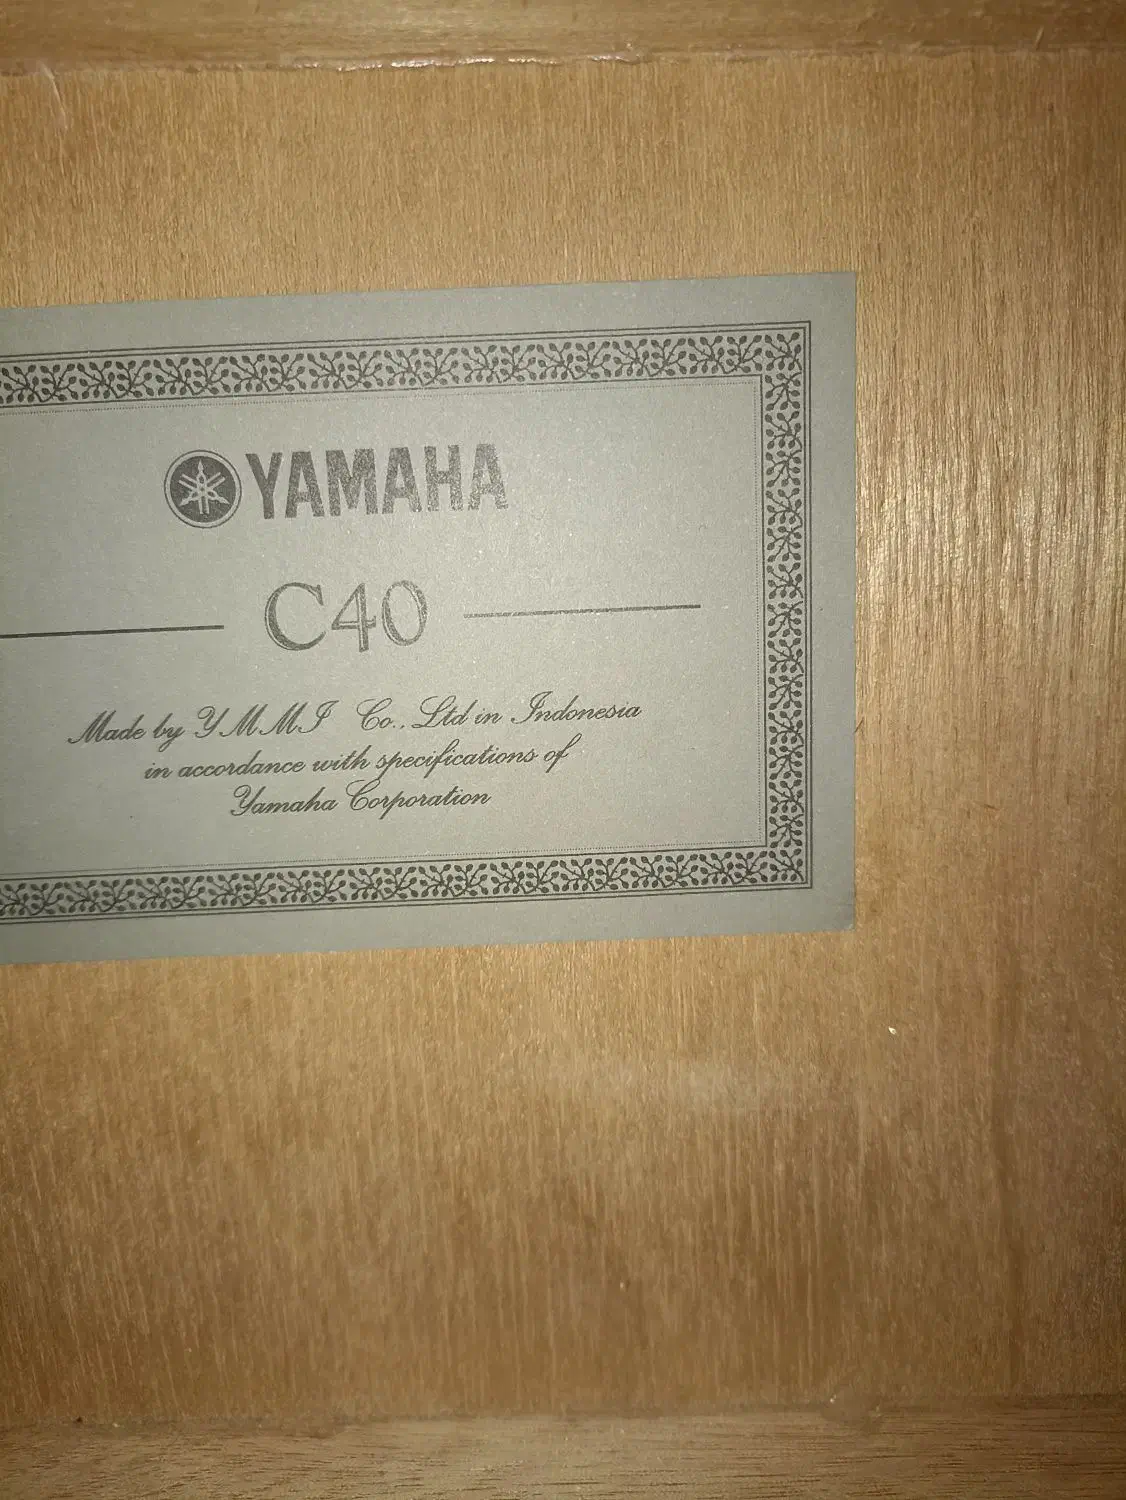 YAMAHA
C40
Made by YMMI Co., Ltd in Indonesia
in accordance with specifications of
Yamaha Corporation